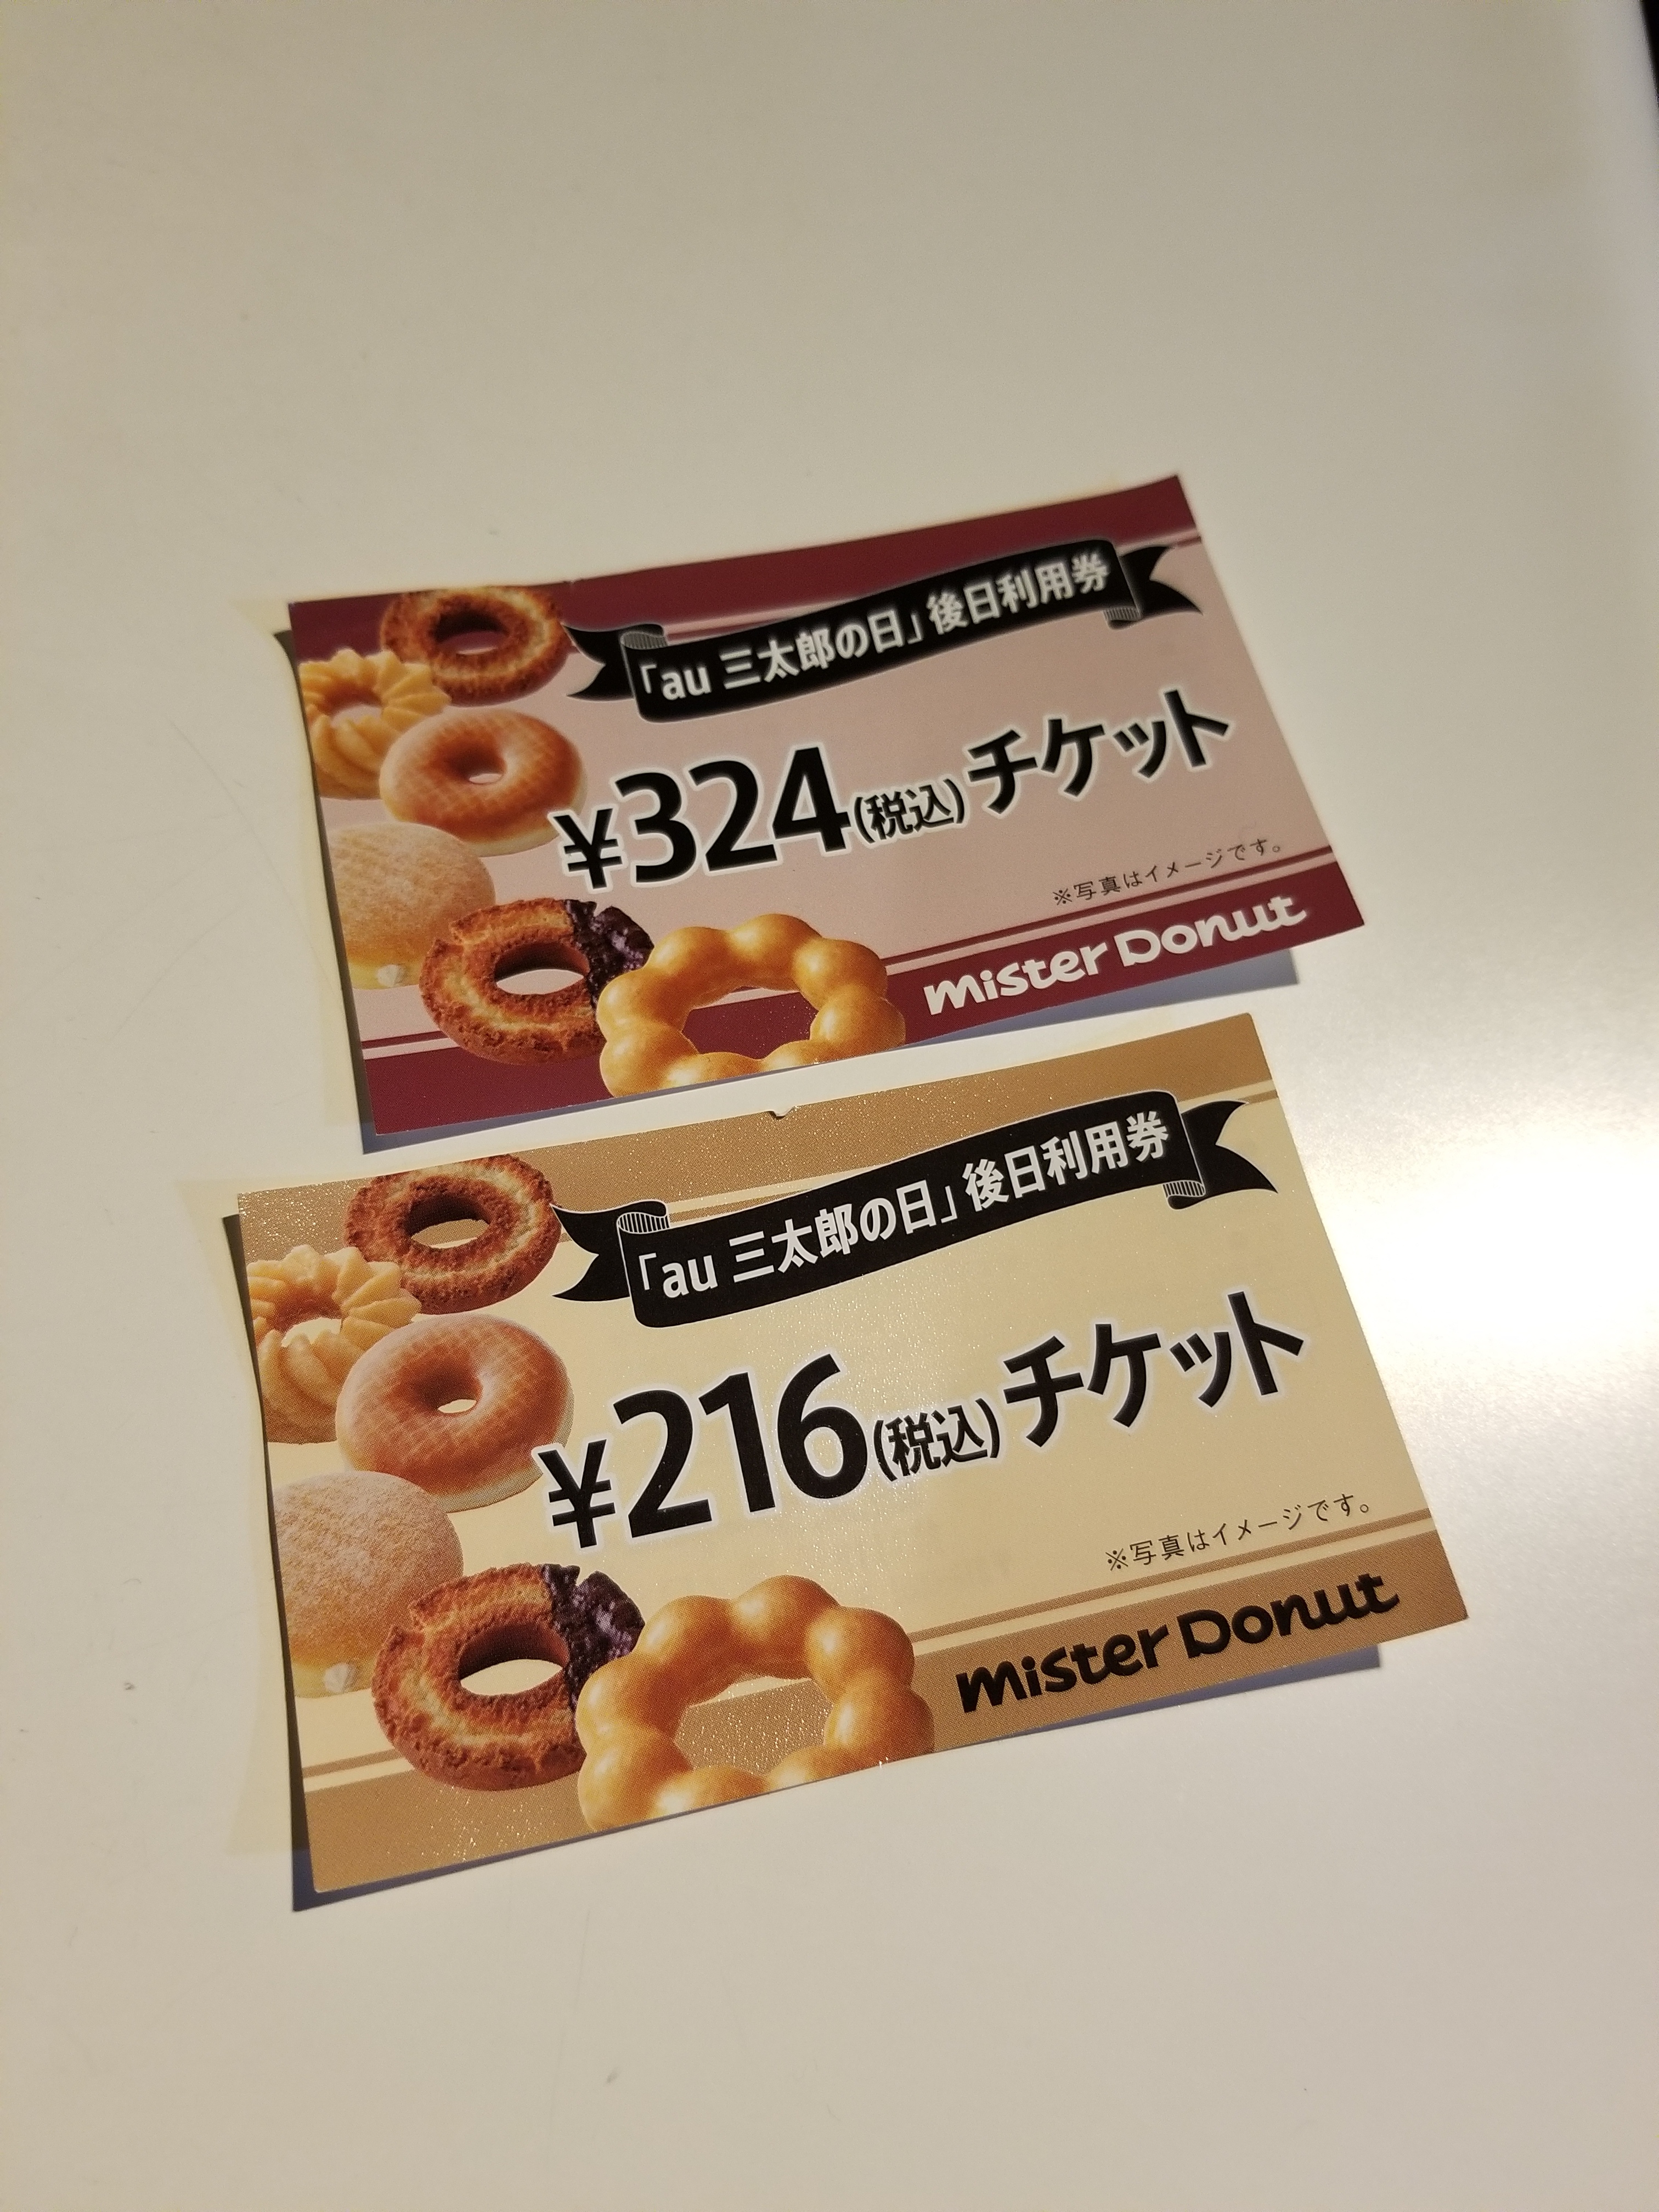 「au 三太郎の日」後日利用券
¥324(税込)チケット
※写真はイメージです。
Mister Donut
「au 三太郎の日」後日利用券
¥216(税込)チケット
※写真はイメージです。
Mister Donut